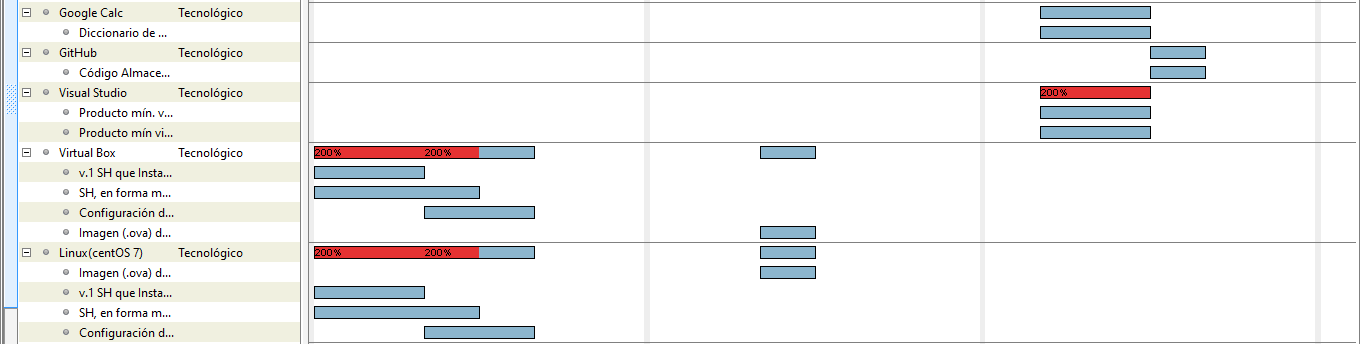 Google Calc Tecnológico
Diccionario de ...
GitHub Tecnológico
Código Almace...
Visual Studio Tecnológico 200%
Producto mín. v...
Producto mín vi...
Virtual Box Tecnológico 200% 200%
v.1 SH que Insta...
SH, en forma m...
Configuración d...
Imagen (.ova) d...
Linux(centOS 7) Tecnológico 200% 200%
Imagen (.ova) d...
v.1 SH que Insta...
SH, en forma m...
Configuración d...